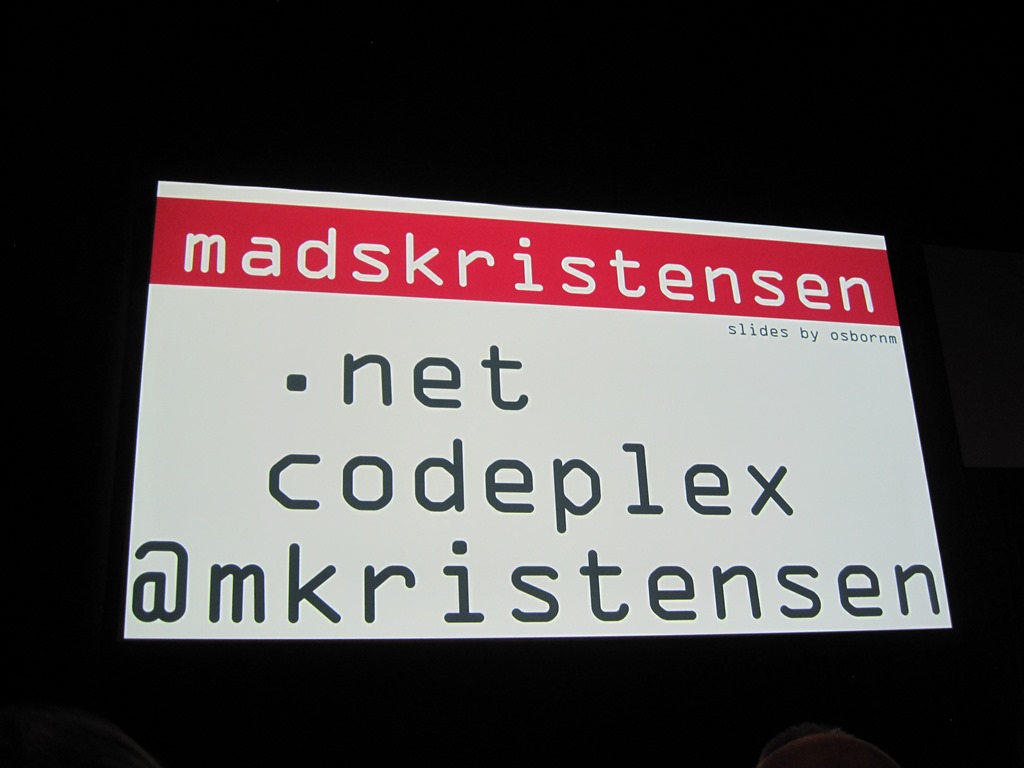 madskristensen
slides by osbornm
.net
codeplex
@mkristensen